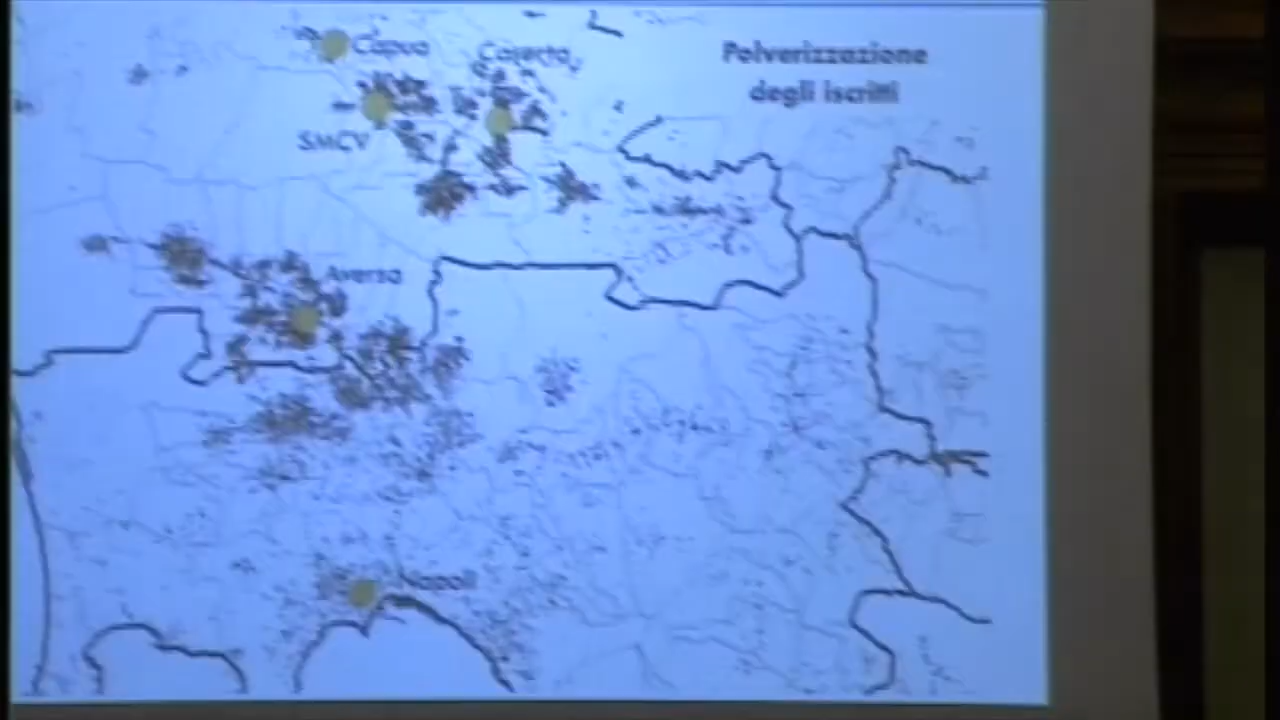 Capua
Caserta
Polverizzazione
degli iscritti
SMCV
Aversa
Napoli